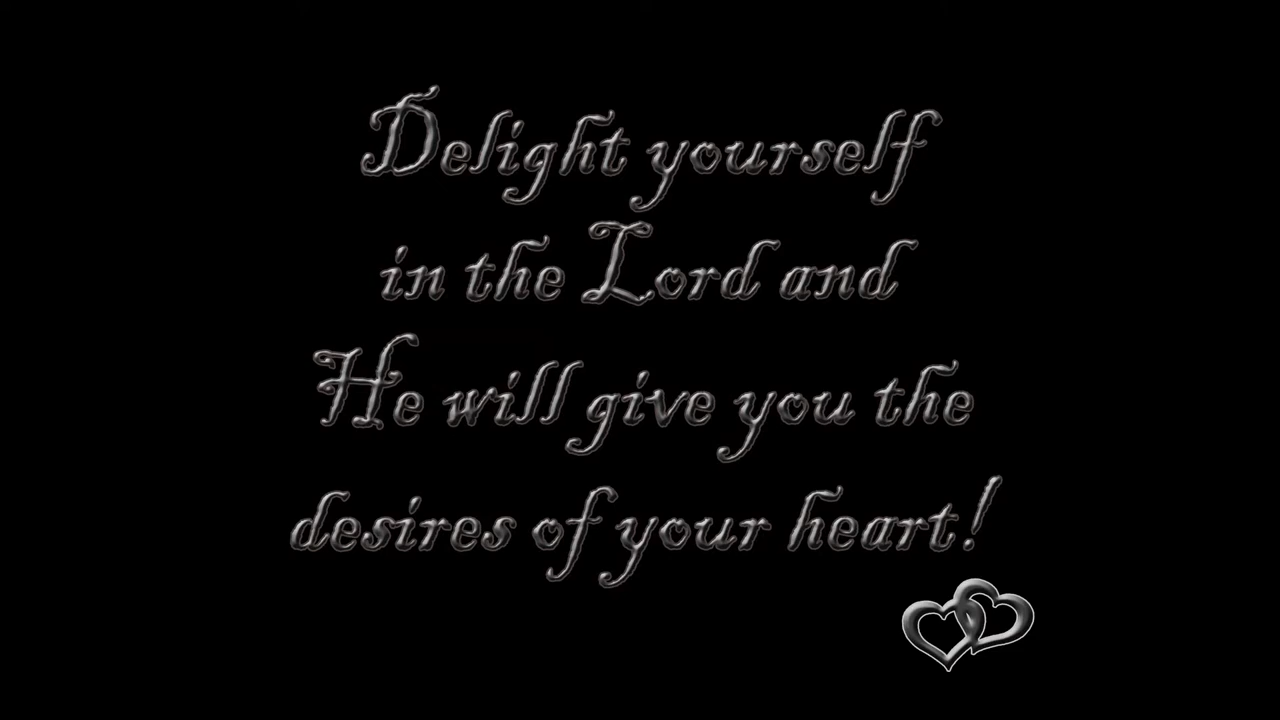 Delight yourself
in the Lord and
He will give you the
desires of your heart!